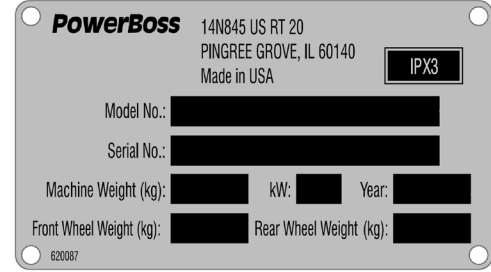 PowerBoss
14N845 US RT 20
PINGREE GROVE, IL 60140
Made in USA
IPX3
Model No.:
Serial No.:
Machine Weight (kg): kW: Year:
Front Wheel Weight (kg): Rear Wheel Weight (kg):
620087